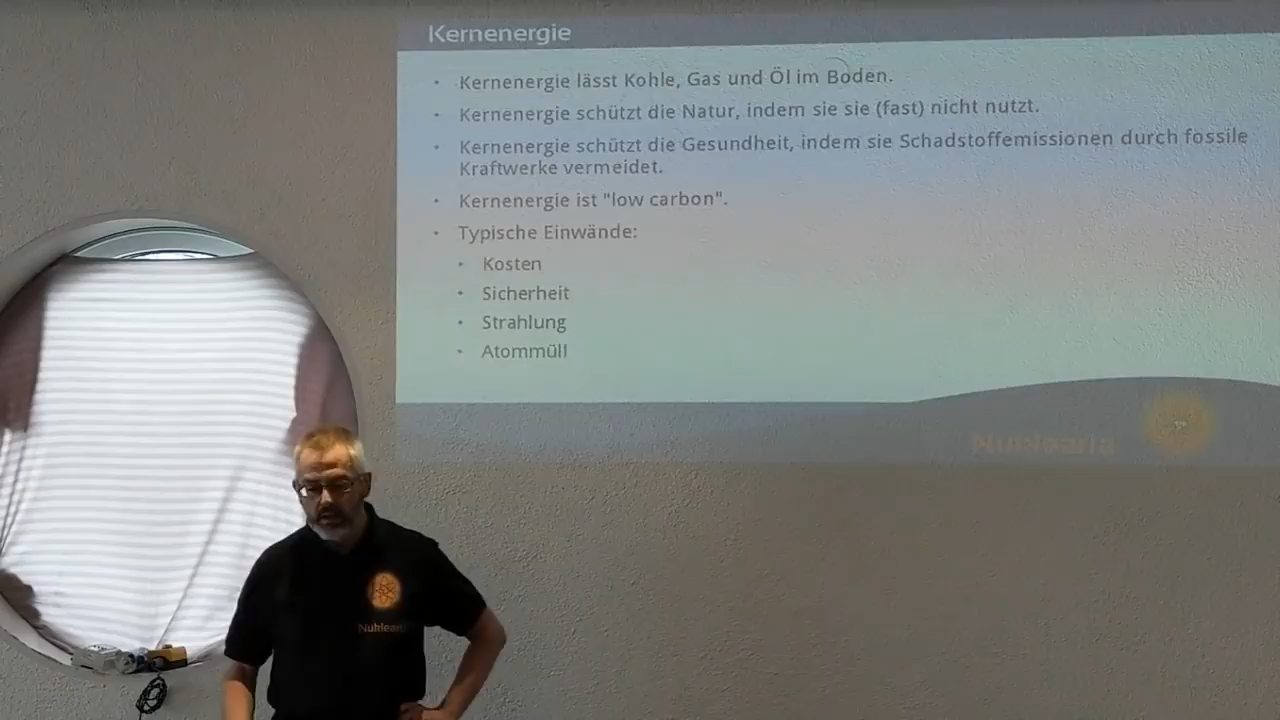 Kernenergie
• Kernenergie lässt Kohle, Gas und Öl im Boden.
• Kernenergie schützt die Natur, indem sie sie (fast) nicht nutzt.
• Kernenergie schützt die Gesundheit, indem sie Schadstoffemissionen durch fossile
Kraftwerke vermeidet.
• Kernenergie ist "low carbon".
• Typische Einwände:
• Kosten
• Sicherheit
• Strahlung
• Atommüll
Nuklearia